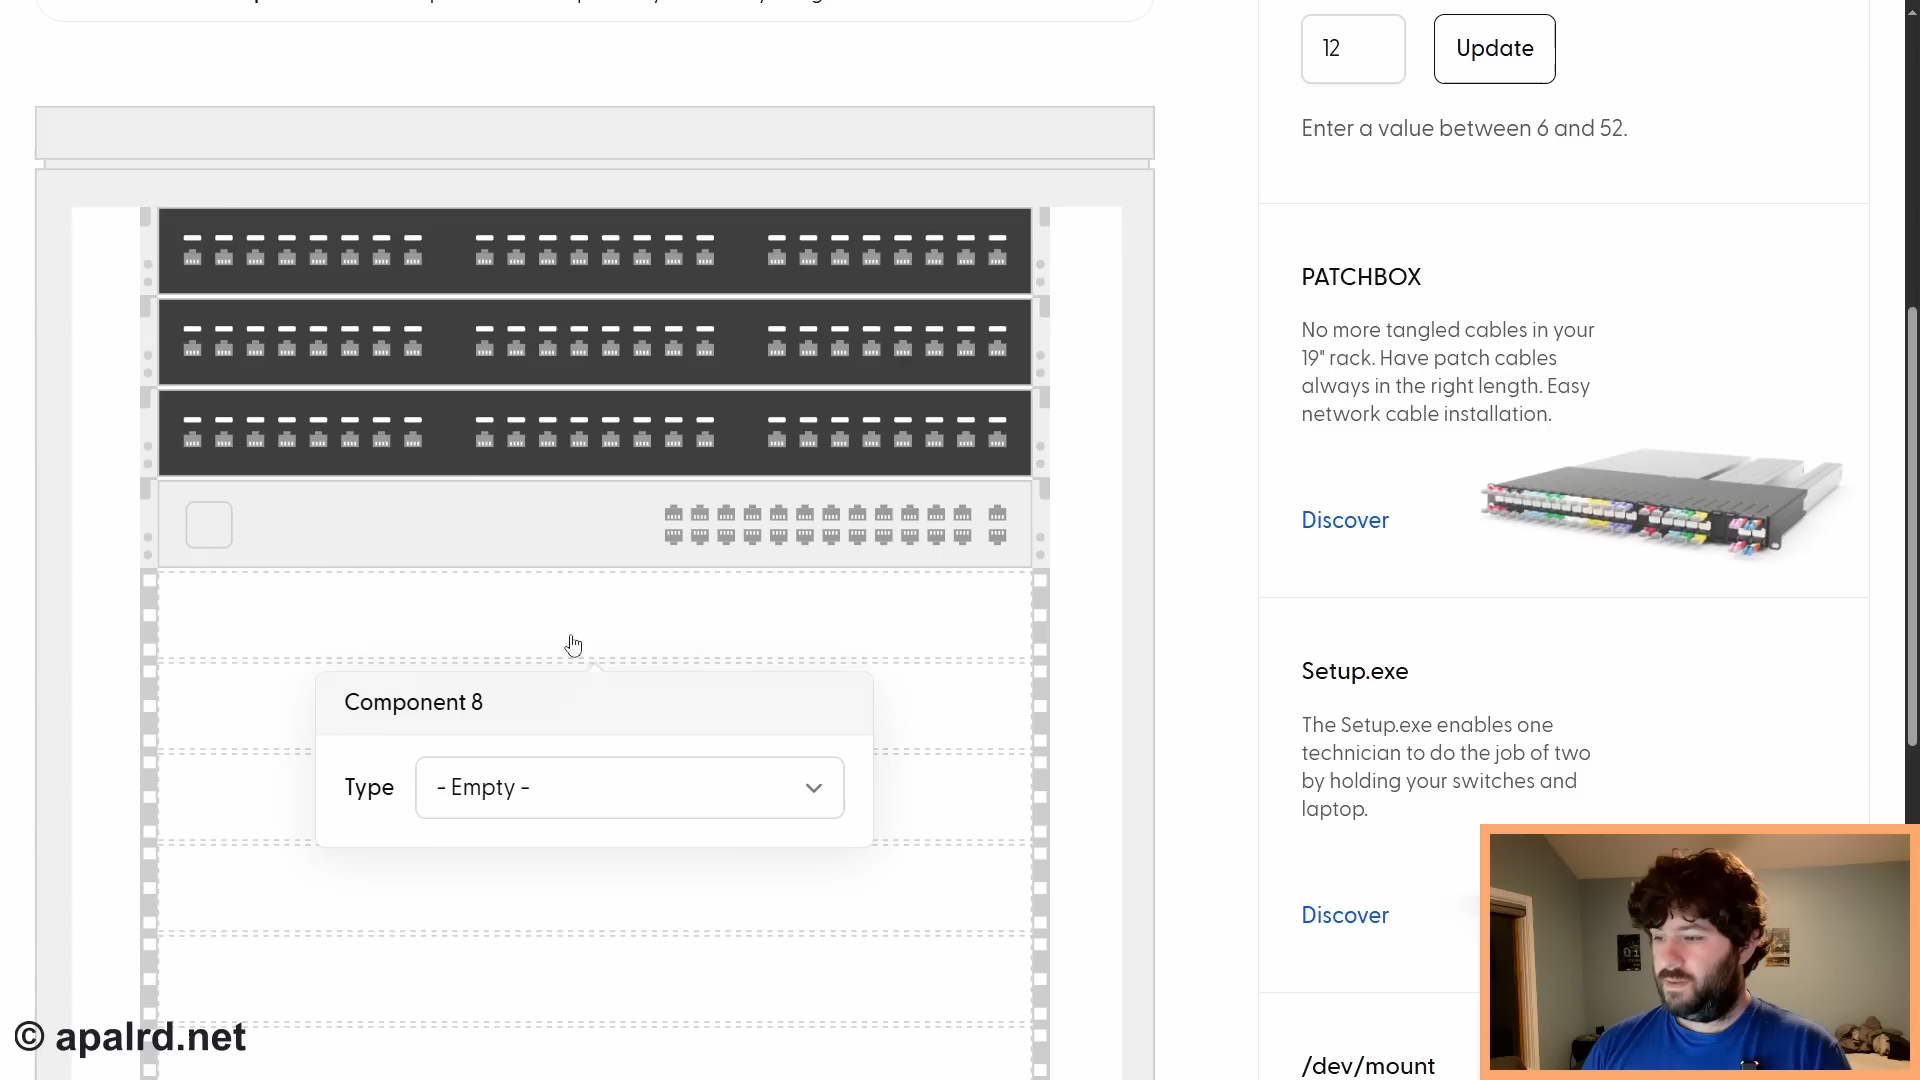 12
Update
Enter a value between 6 and 52.
PATCHBOX
No more tangled cables in your
19" rack. Have patch cables
always in the right length. Easy
network cable installation.
Discover
Component 8
Type
- Empty -
Setup.exe
The Setup.exe enables one
technician to do the job of two
by holding your switches and
laptop.
Discover
/dev/mount
© apalrd.net